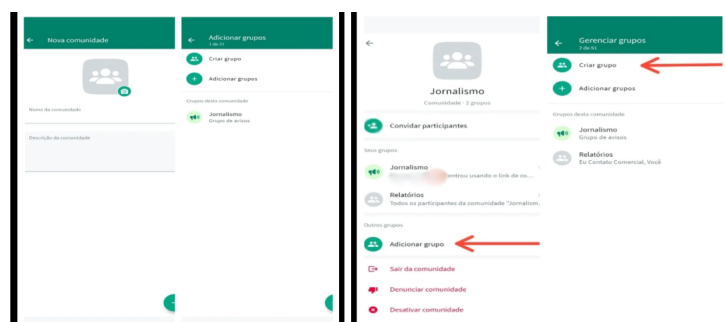 Nova comunidade
Nome da comunidade
Descrição da comunidade
Adicionar grupos
1 de 51
Criar grupo
Adicionar grupos
Grupos desta comunidade
Jornalismo
Grupo de avisos
Jornalismo
Comunidade · 2 grupos
Convidar participantes
Seus grupos
Jornalismo
entrou usando o link de co...
Relatórios
Todos os participantes da comunidade "Jornalism.
Outros grupos
Adicionar grupo
Sair da comunidade
Denunciar comunidade
Desativar comunidade
Gerenciar grupos
2 de 51
Criar grupo
Adicionar grupos
Grupos desta comunidade
Jornalismo
Grupo de avisos
Relatórios
Eu Contato Comercial, Você